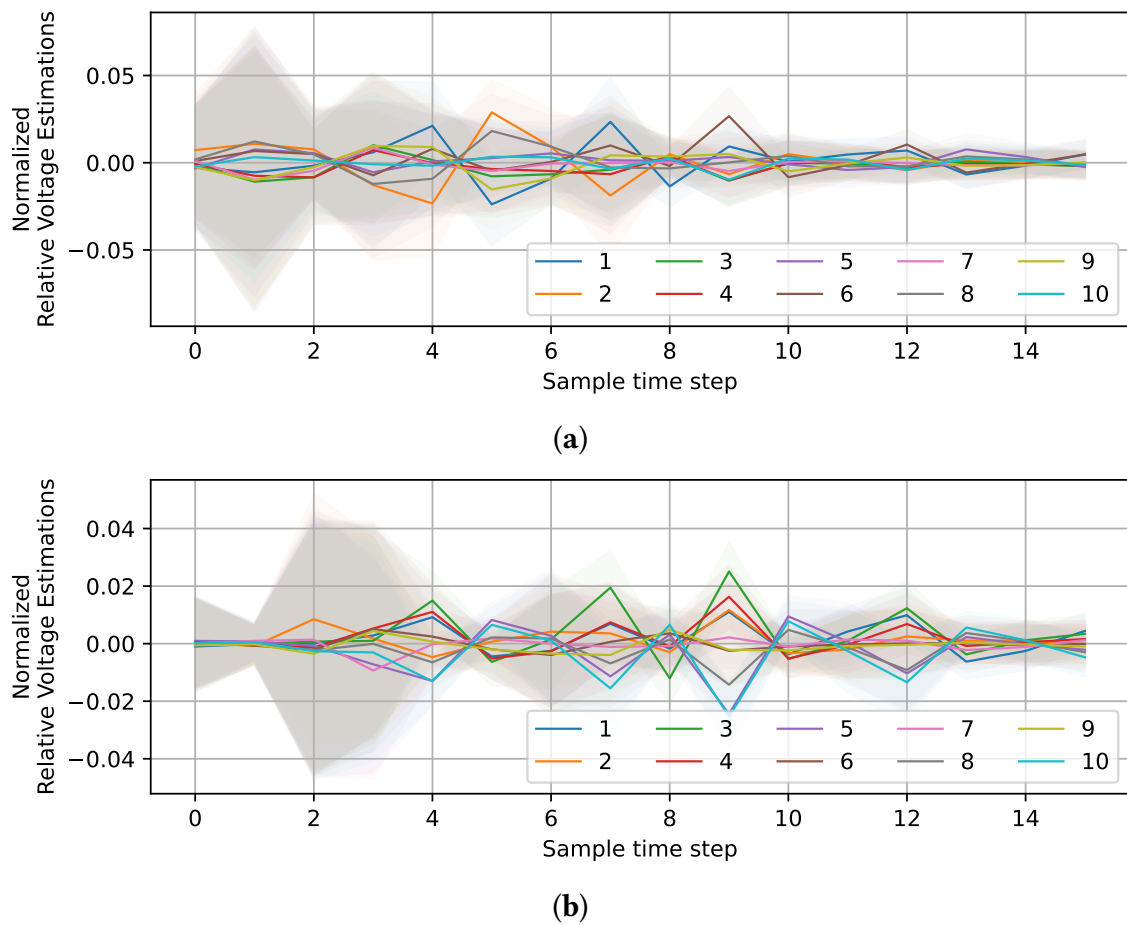 Normalized
Relative Voltage Estimations
0.05
0.00
−0.05
1 3 5 7 9
2 4 6 8 10
0 2 4 6 8 10 12 14
Sample time step
(a)
Normalized
Relative Voltage Estimations
0.04
0.02
0.00
−0.02
−0.04
1 3 5 7 9
2 4 6 8 10
0 2 4 6 8 10 12 14
Sample time step
(b)